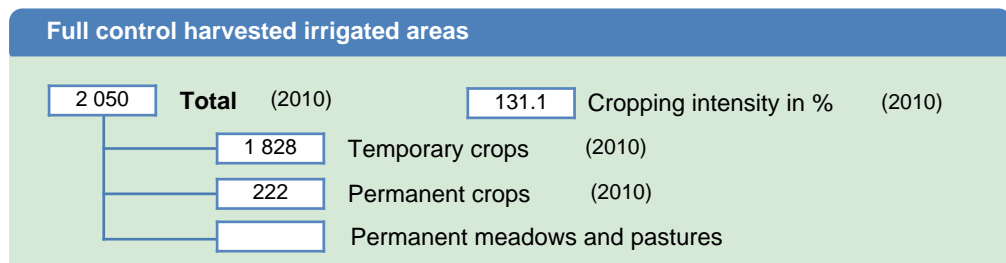 Full control harvested irrigated areas
2 050 Total (2010) 131.1 Cropping intensity in % (2010)
1 828 Temporary crops (2010)
222 Permanent crops (2010)
Permanent meadows and pastures